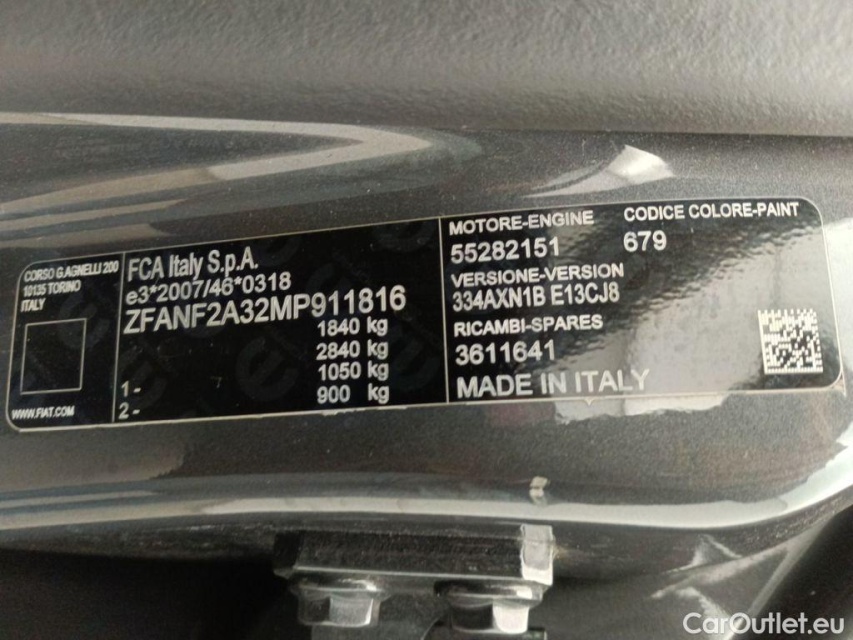 CORSO G.AGNELLI 200
10135 TORINO
ITALY
WWW.FIAT.COM
FCA Italy S.p.A.
e3*2007/46*0318
ZFANF2A32MP911816
1840 kg
2840 kg
1- 1050 kg
2- 900 kg
MOTORE-ENGINE CODICE COLORE-PAINT
55282151 679
VERSIONE-VERSION
334AXN1B E13CJ8
RICAMBI-SPARES
3611641
MADE IN ITALY
CarOutlet.eu